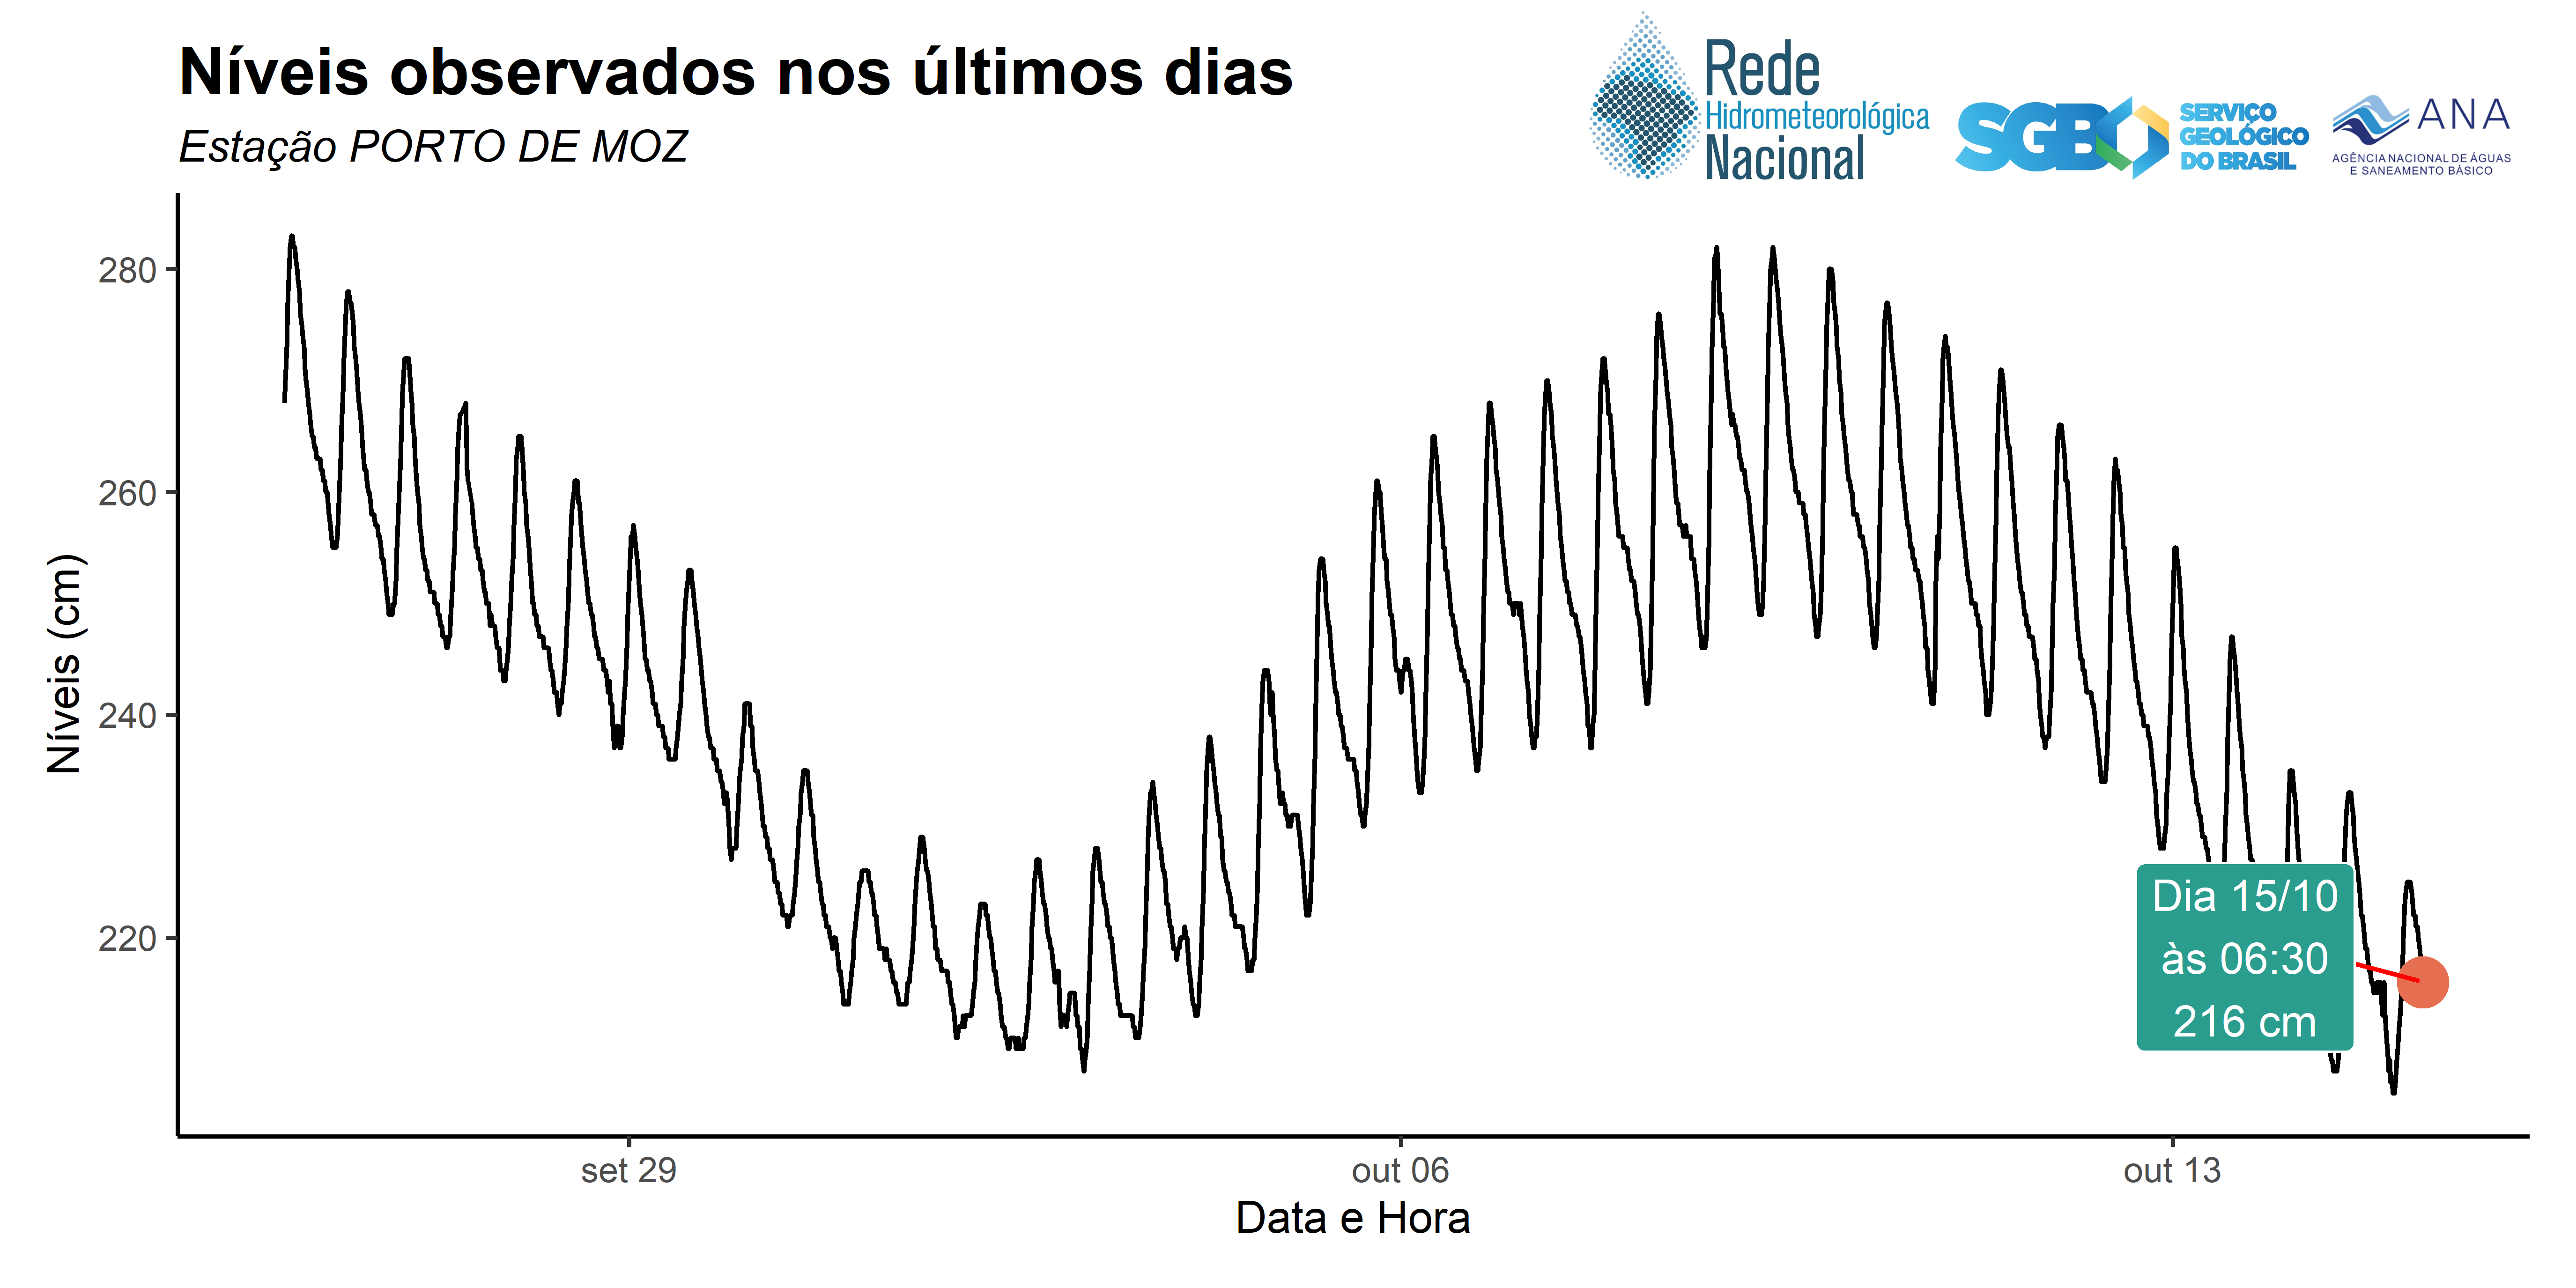 Níveis observados nos últimos dias
Estação PORTO DE MOZ
Rede
Hidrometeorológica
Nacional
SGB
SERVIÇO
GEOLÓGICO
DO BRASIL
ANA
AGÊNCIA NACIONAL DE ÁGUAS
E SANEAMENTO BÁSICO
Níveis (cm)
280
260
240
220
Dia 15/10
às 06:30
216 cm
set 29
out 06
out 13
Data e Hora